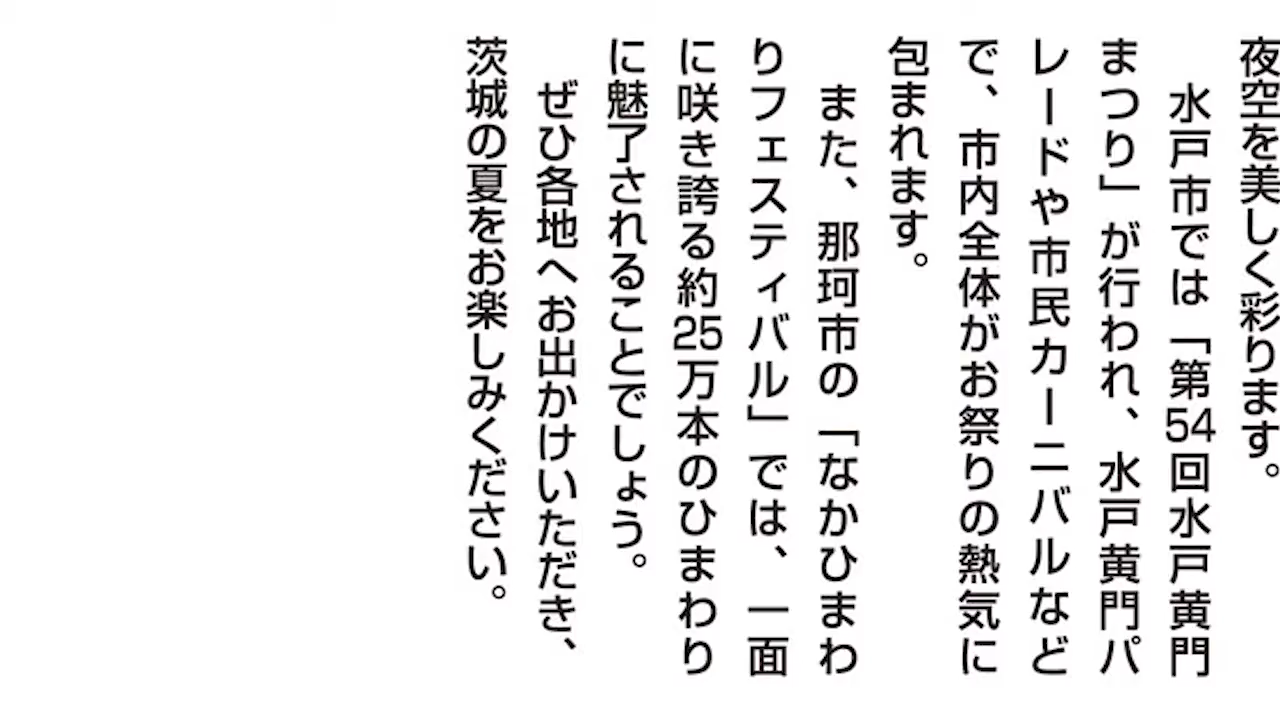 夜空を美しく彩ります。
水戸市では「第54回水戸黄門
まつり」が行われ、水戸黄門パ
レードや市民カーニバルなど
で、市内全体がお祭りの熱気に
包まれます。
また、那珂市の「なかひまわ
りフェスティバル」では、一面
に咲き誇る約25万本のひまわり
に魅了されることでしょう。
ぜひ各地へお出かけいただき、
茨城の夏をお楽しみください。